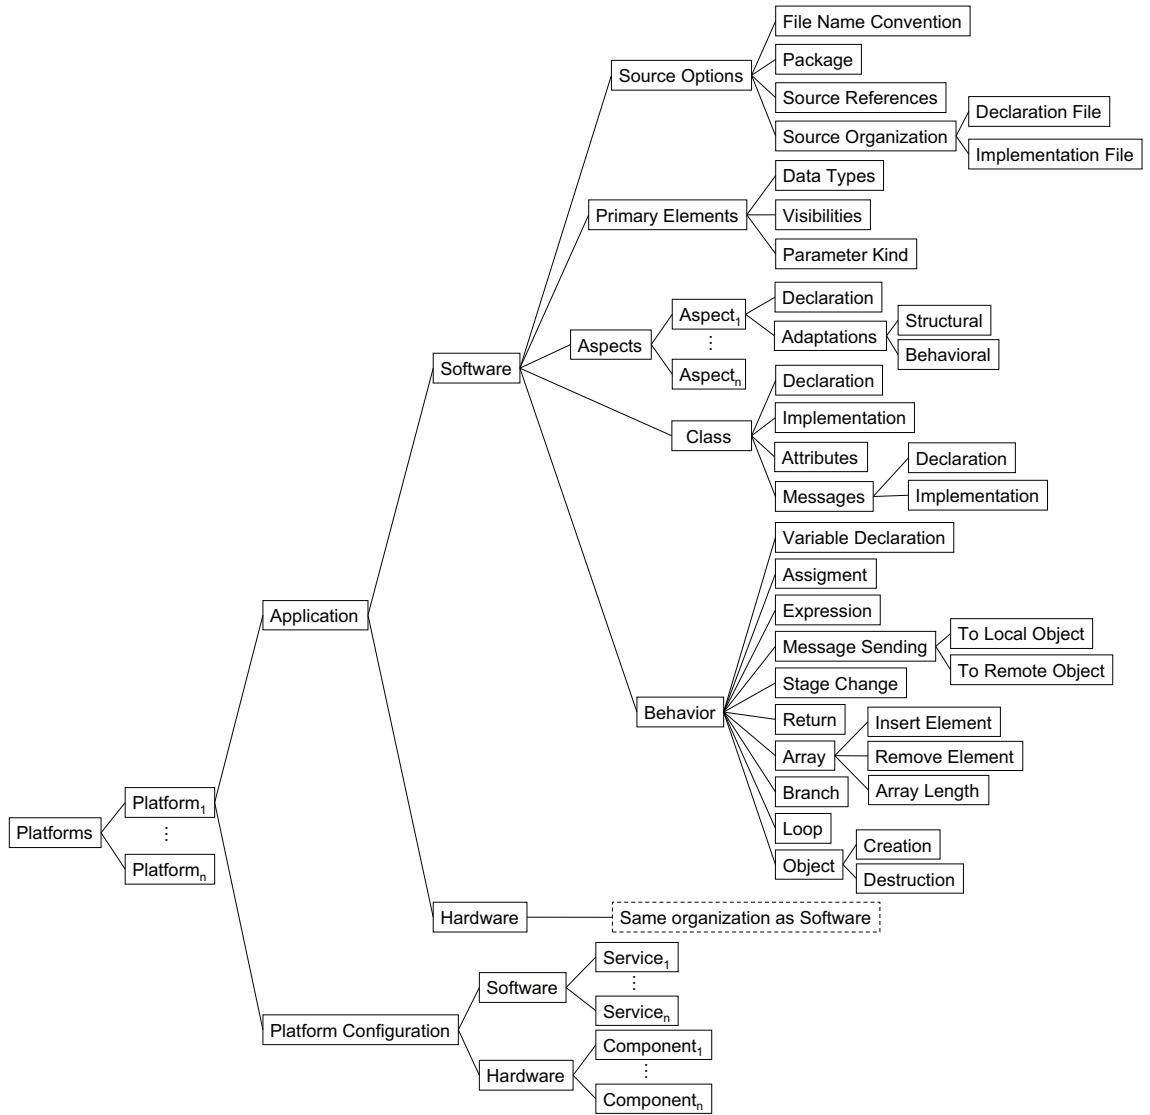 File Name Convention
Package
Source Options
Source References
Declaration File
Source Organization
Implementation File
Data Types
Primary Elements
Visibilities
Parameter Kind
Declaration
Aspect1
Structural
Adaptations
Aspects
⋮
Behavioral
Software
Aspectn
Declaration
Implementation
Class
Attributes
Declaration
Messages
Implementation
Variable Declaration
Assigment
Expression
Application
To Local Object
Message Sending
To Remote Object
Stage Change
Behavior
Return
Insert Element
Array
Remove Element
Branch
Array Length
Platform1
Loop
Platforms
⋮
Creation
Object
Platformn
Destruction
Hardware
Same organization as Software
Service1
Software
⋮
Servicen
Platform Configuration
Component1
Hardware
⋮
Componentn